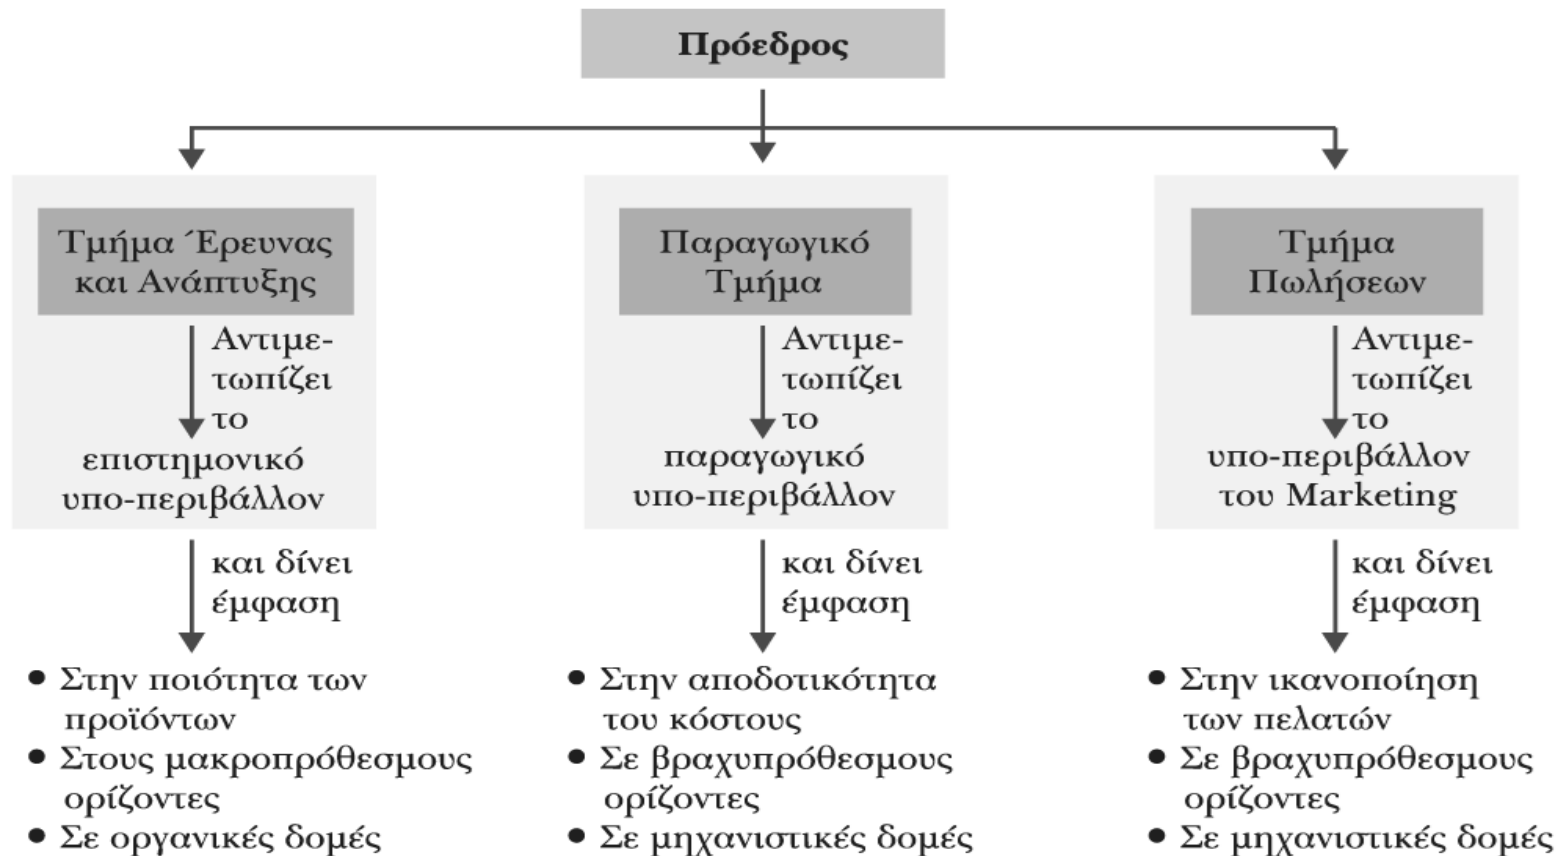 Πρόεδρος
Τμήμα Έρευνας
και Ανάπτυξης
Αντιμε-
τωπίζει
το
επιστημονικό
υπο-περιβάλλον
και δίνει
έμφαση
• Στην ποιότητα των
προϊόντων
• Στους μακροπρόθεσμους
ορίζοντες
• Σε οργανικές δομές
Παραγωγικό
Τμήμα
Αντιμε-
τωπίζει
το
παραγωγικό
υπο-περιβάλλον
και δίνει
έμφαση
• Στην αποδοτικότητα
του κόστους
• Σε βραχυπρόθεσμους
ορίζοντες
• Σε μηχανιστικές δομές
Τμήμα
Πωλήσεων
Αντιμε-
τωπίζει
το
υπο-περιβάλλον
του Marketing
και δίνει
έμφαση
• Στην ικανοποίηση
των πελατών
• Σε βραχυπρόθεσμους
ορίζοντες
• Σε μηχανιστικές δομές